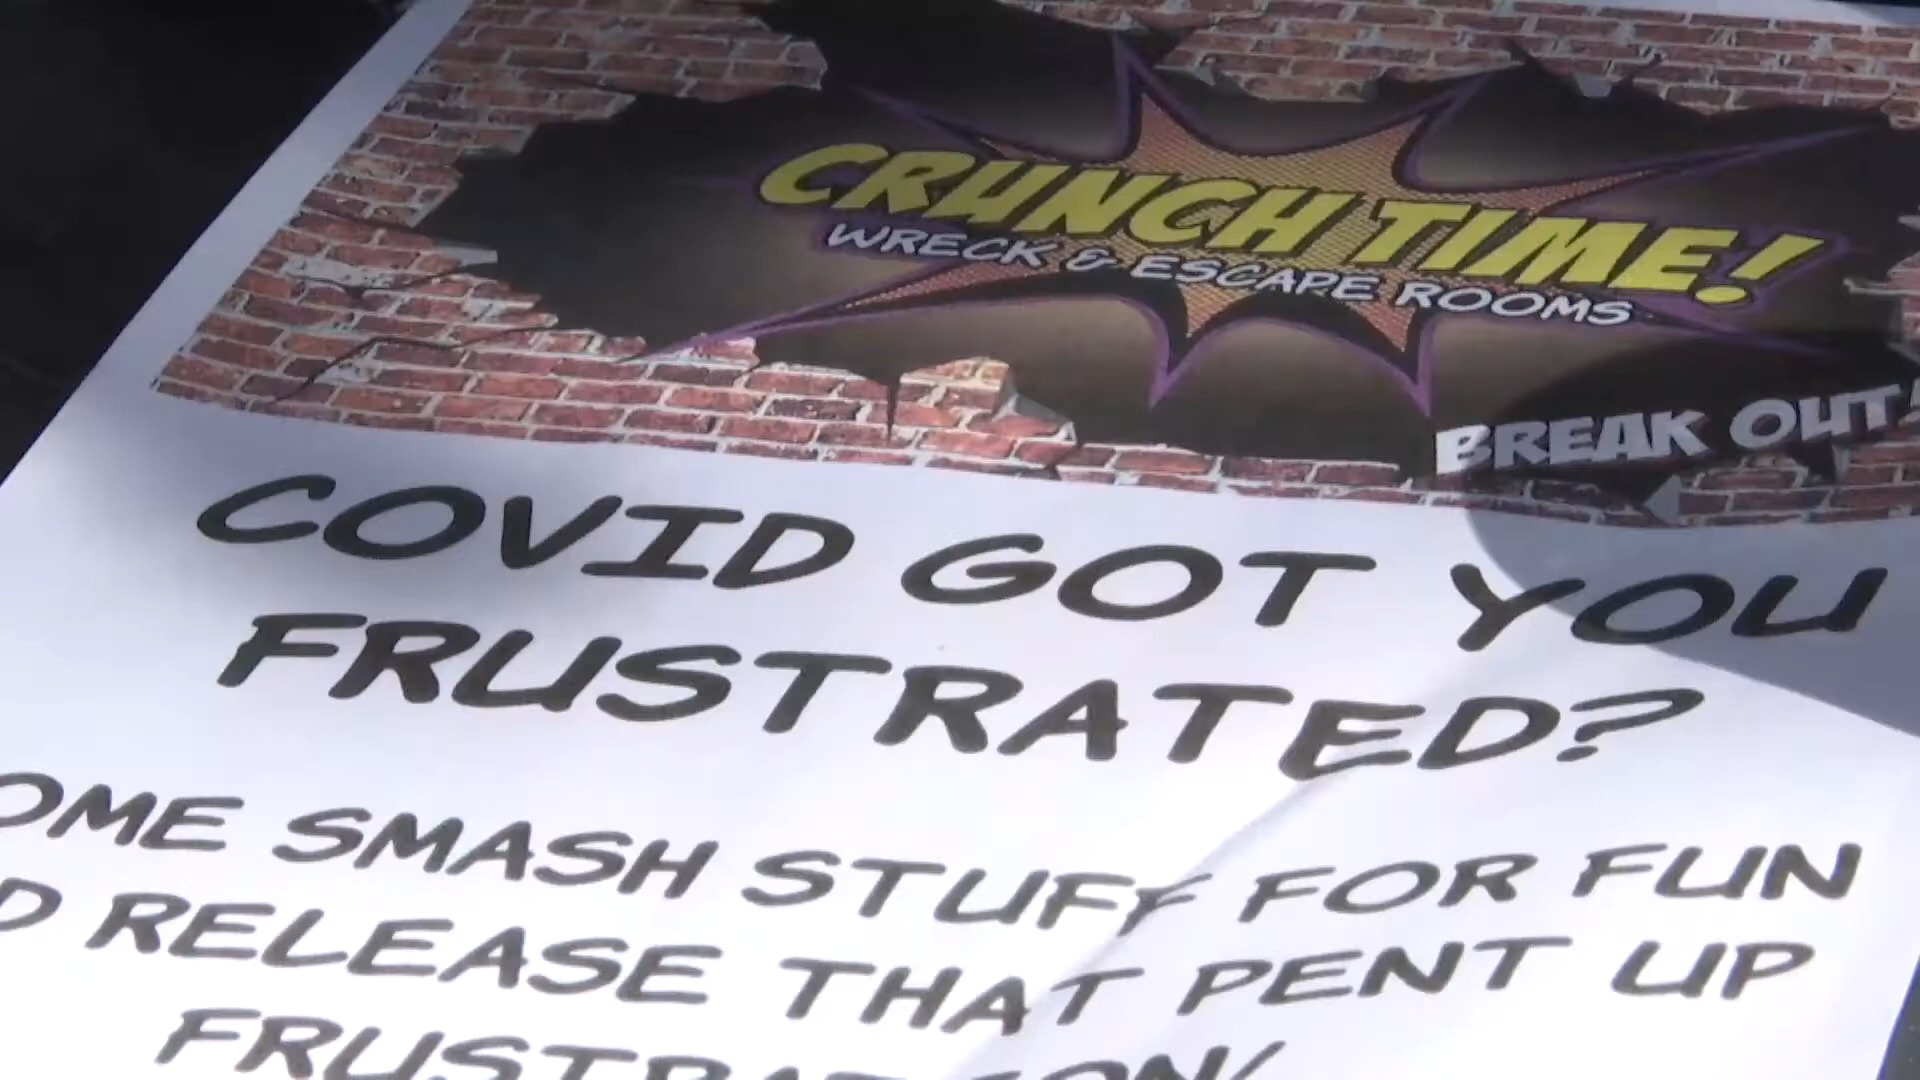 CRUNCH TIME!
WRECK & ESCAPE ROOMS
BREAK OUT!
COVID GOT YOU
FRUSTRATED?
OME SMASH STUFF FOR FUN
D RELEASE THAT PENT UP